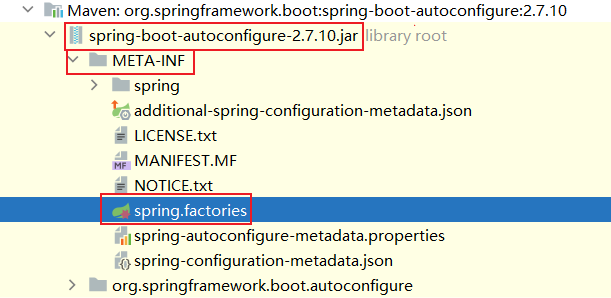 Maven: org.springframework.boot:spring-boot-autoconfigure:2.7.10
spring-boot-autoconfigure-2.7.10.jar library root
META-INF
spring
additional-spring-configuration-metadata.json
LICENSE.txt
MF MANIFEST.MF
NOTICE.txt
spring.factories
spring-autoconfigure-metadata.properties
spring-configuration-metadata.json
org.springframework.boot.autoconfigure